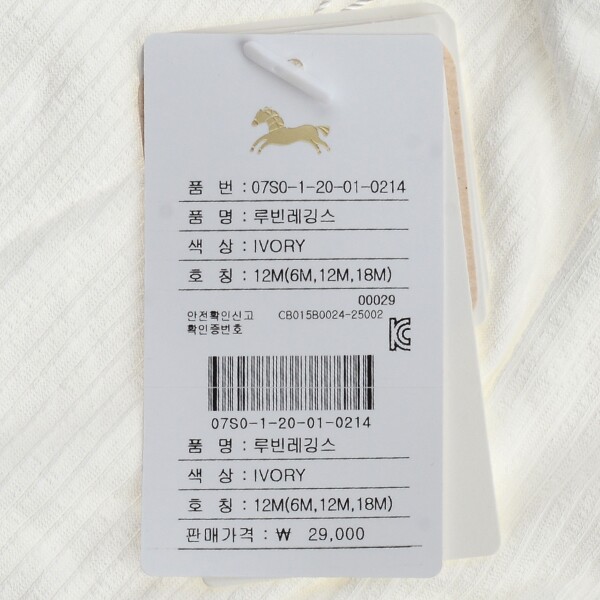 품 번 : 07S0-1-20-01-0214
품 명 : 루빈레깅스
색 상 : IVORY
호 칭 : 12M(6M,12M,18M)
00029
안전확인신고 CB015B0024-25002
확인증번호
07S0-1-20-01-0214
품 명 : 루빈레깅스
색 상 : IVORY
호 칭 : 12M(6M,12M,18M)
판매가격 : ₩ 29,000